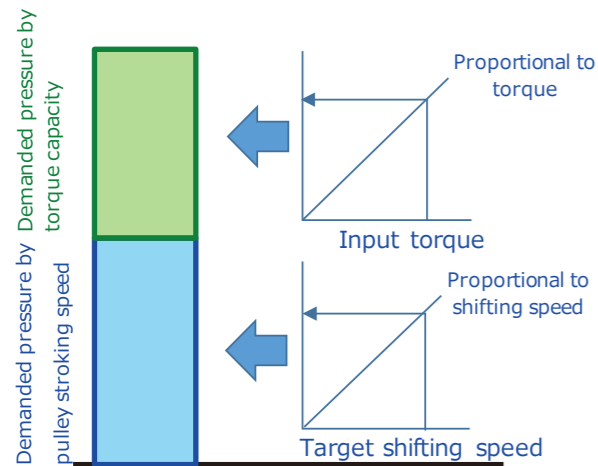 Demanded pressure by
torque capacity
Proportional to
torque
Input torque
Demanded pressure by
pulley stroking speed
Proportional to
shifting speed
Target shifting speed